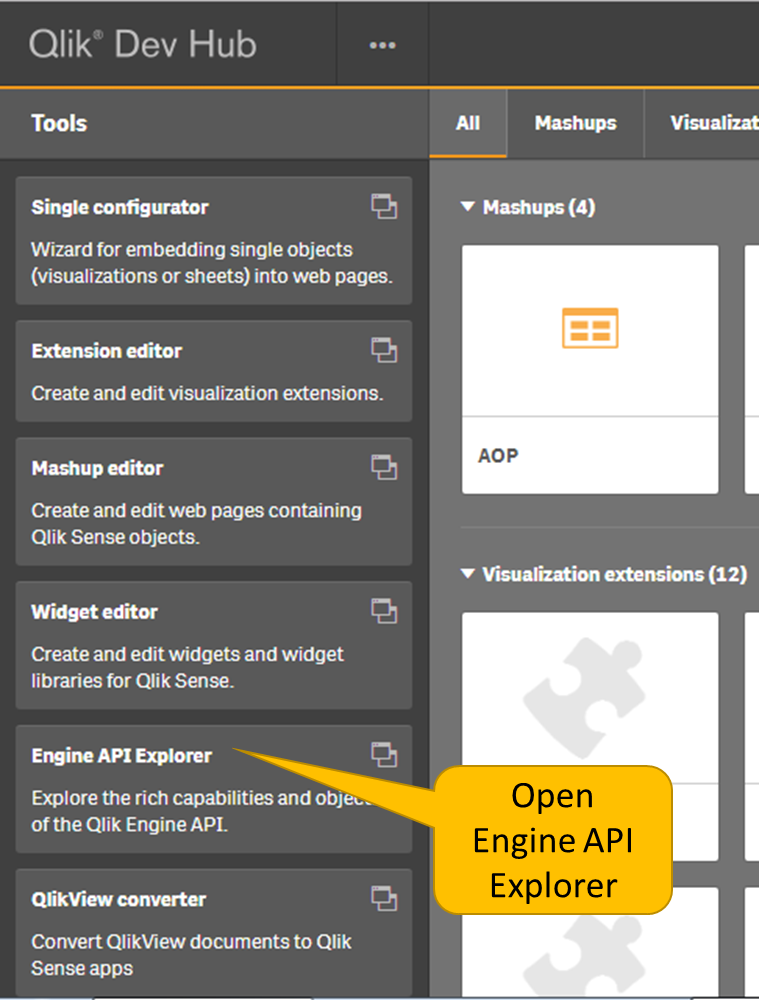 Qlik® Dev Hub
Tools
All
Mashups
Visualizat
Single configurator
Wizard for embedding single objects
(visualizations or sheets) into web pages.
Extension editor
Create and edit visualization extensions.
Mashup editor
Create and edit web pages containing
Qlik Sense objects.
Widget editor
Create and edit widgets and widget
libraries for Qlik Sense.
Engine API Explorer
Explore the rich capabilities and objec
of the Qlik Engine API.
QlikView converter
Convert QlikView documents to Qlik
Sense apps
Mashups (4)
AOP
Visualization extensions (12)
Open
Engine API
Explorer